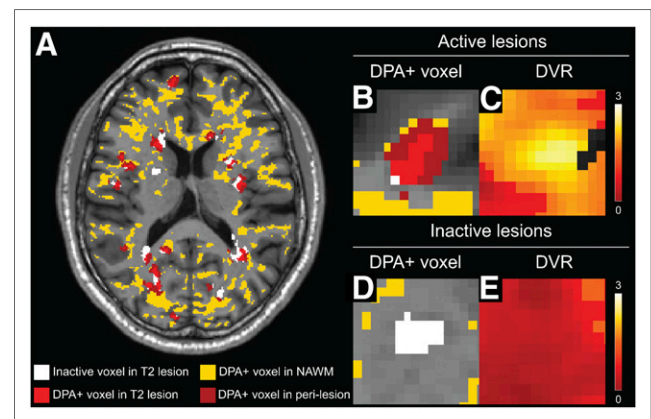 A
Active lesions
DPA+ voxel
DVR
B
C
3
0
Inactive lesions
DPA+ voxel
DVR
D
E
3
0
Inactive voxel in T2 lesion
DPA+ voxel in NAWM
DPA+ voxel in T2 lesion
DPA+ voxel in peri-lesion